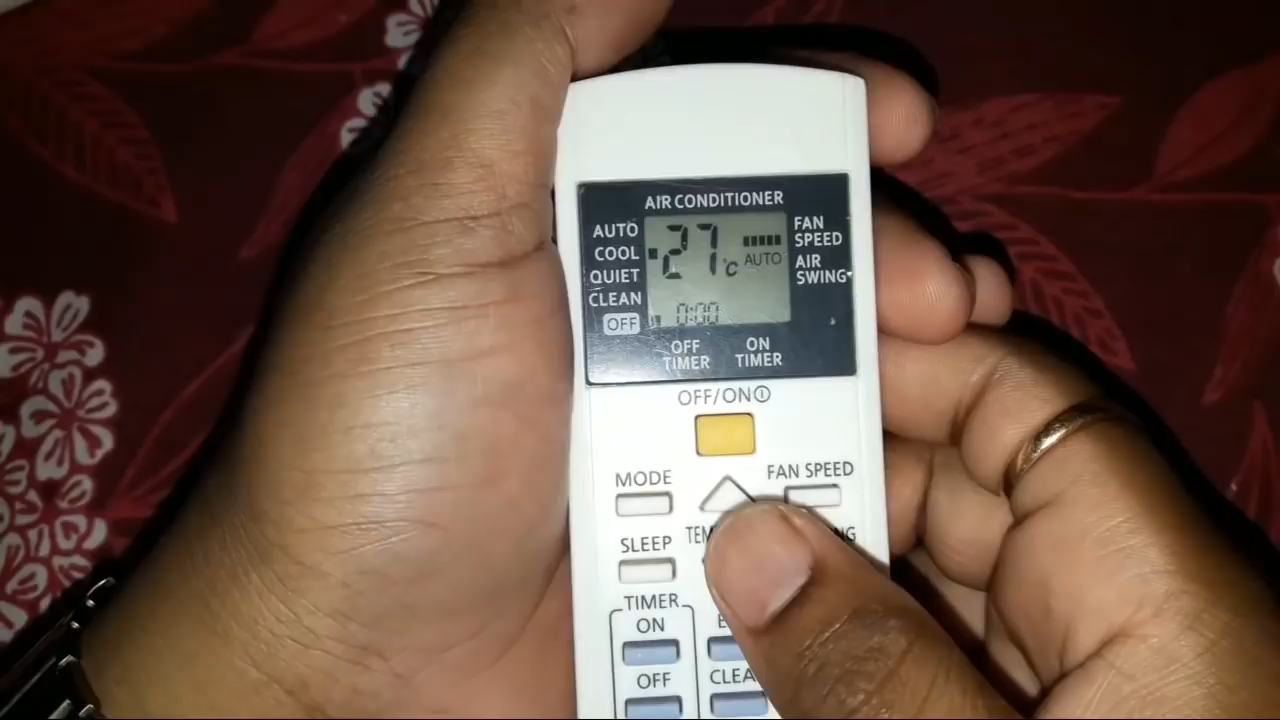 AIR CONDITIONER
AUTO
COOL
QUIET
CLEAN
OFF
27°C
AUTO
0:00
FAN
SPEED
AIR
SWING
OFF
TIMER
ON
TIMER
OFF/ON
MODE
FAN SPEED
SLEEP
TIMER
ON
OFF